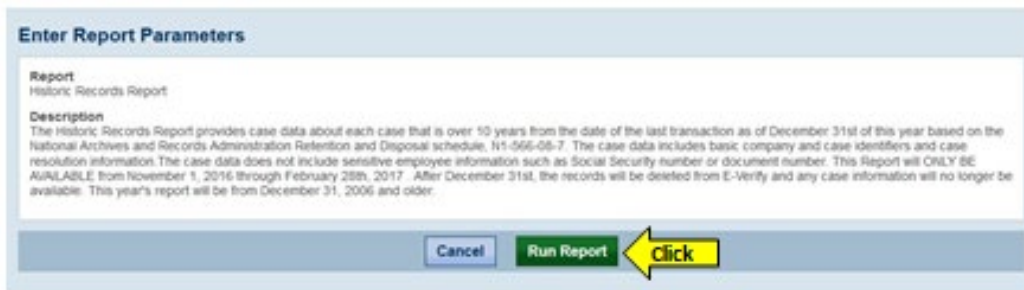 Enter Report Parameters
Report
Historic Records Report
Description
The Historic Records Report provides case data about each case that is over 10 years from the date of the last transaction as of December 31st of this year based on the
National Archives and Records Administration Retention and Disposal schedule, N1-566-08-7. The case data includes basic company and case identifiers and case
resolution information.The case data does not include sensitive employee information such as Social Security number or document number. This Report will ONLY BE
AVAILABLE from November 1, 2016 through February 28th, 2017 . After December 31st, the records will be deleted from E-Verify and any case information will no longer be
available. This year's report will be from December 31, 2006 and older.
Cancel Run Report Click